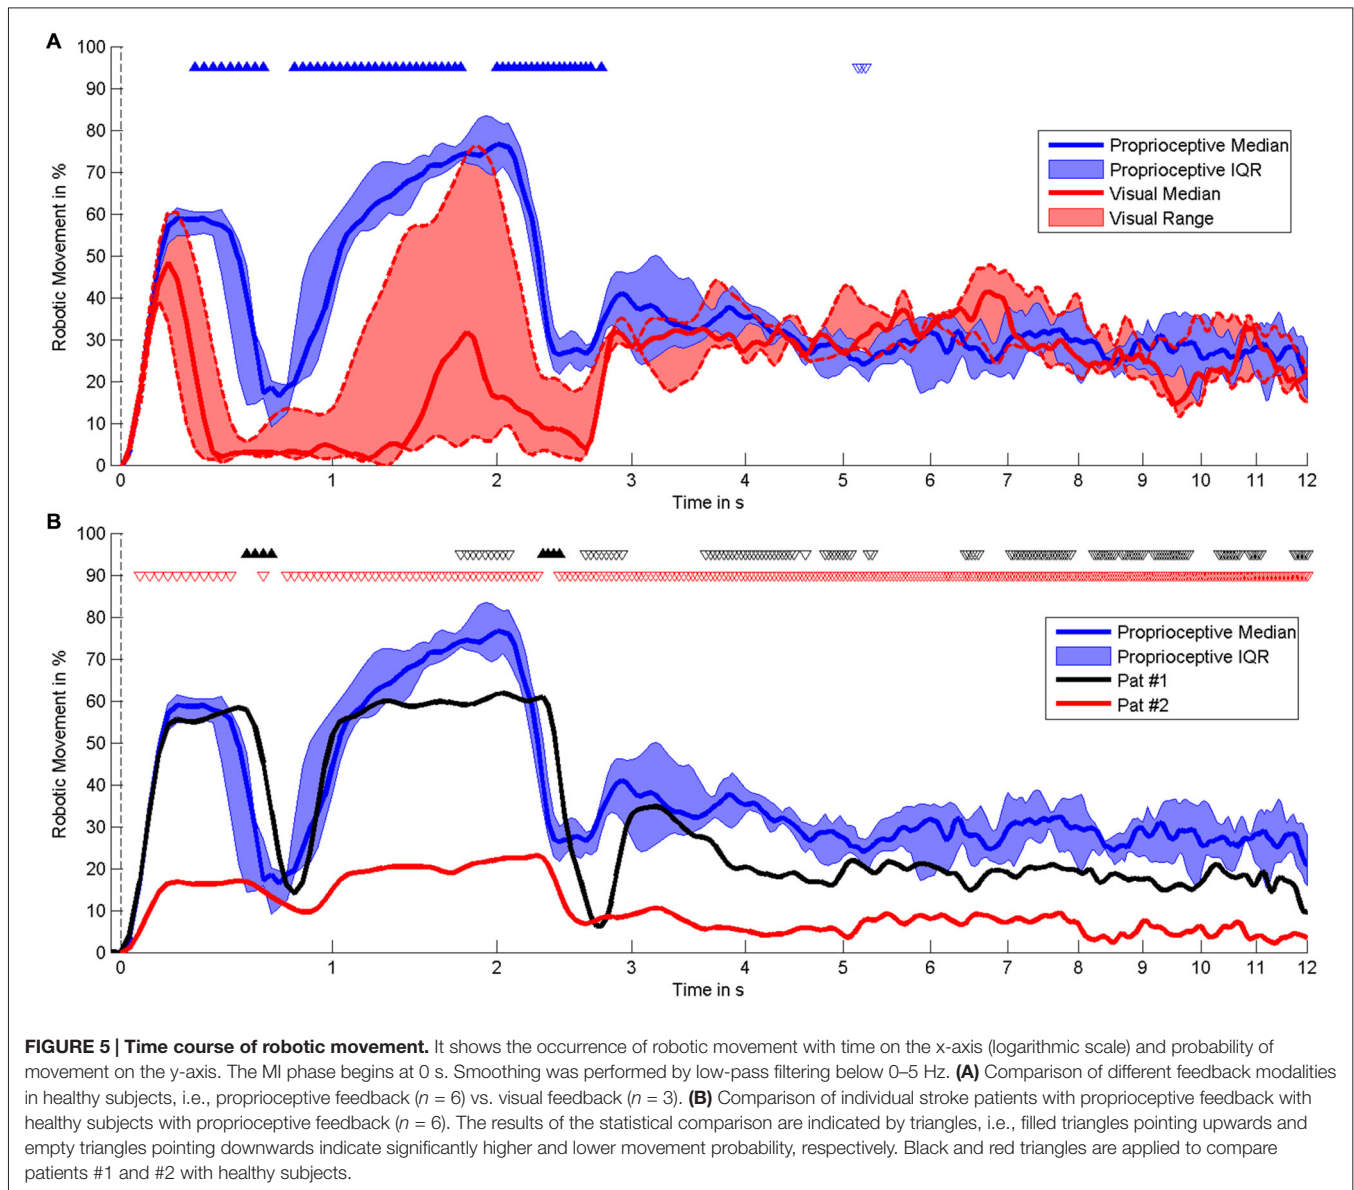 A
100
90
80
70
60
50
40
30
20
10
0
Robotic Movement in %
Proprioceptive Median
Proprioceptive IQR
Visual Median
Visual Range
0 1 2 3 4 5 6 7 8 9 10 11 12
Time in s
B
100
90
80
70
60
50
40
30
20
10
0
Robotic Movement in %
Proprioceptive Median
Proprioceptive IQR
Pat #1
Pat #2
0 1 2 3 4 5 6 7 8 9 10 11 12
Time in s
FIGURE 5 | Time course of robotic movement. It shows the occurrence of robotic movement with time on the x-axis (logarithmic scale) and probability of
movement on the y-axis. The MI phase begins at 0 s. Smoothing was performed by low-pass filtering below 0–5 Hz. (A) Comparison of different feedback modalities
in healthy subjects, i.e., proprioceptive feedback (n = 6) vs. visual feedback (n = 3). (B) Comparison of individual stroke patients with proprioceptive feedback with
healthy subjects with proprioceptive feedback (n = 6). The results of the statistical comparison are indicated by triangles, i.e., filled triangles pointing upwards and
empty triangles pointing downwards indicate significantly higher and lower movement probability, respectively. Black and red triangles are applied to compare
patients #1 and #2 with healthy subjects.